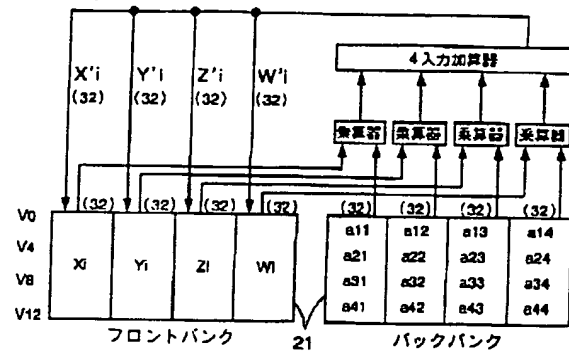 X'i Y'i Z'i W'i
(32) (32) (32) (32)
4入力加算器
乗算器 乗算器 乗算器 乗算器
(32) (32) (32) (32) (32) (32) (32) (32)
V0
V4
V8
V12
Xi Yi Zi Wi
a11 a12 a13 a14
a21 a22 a23 a24
a31 a32 a33 a34
a41 a42 a43 a44
フロントバンク 21 バックバンク